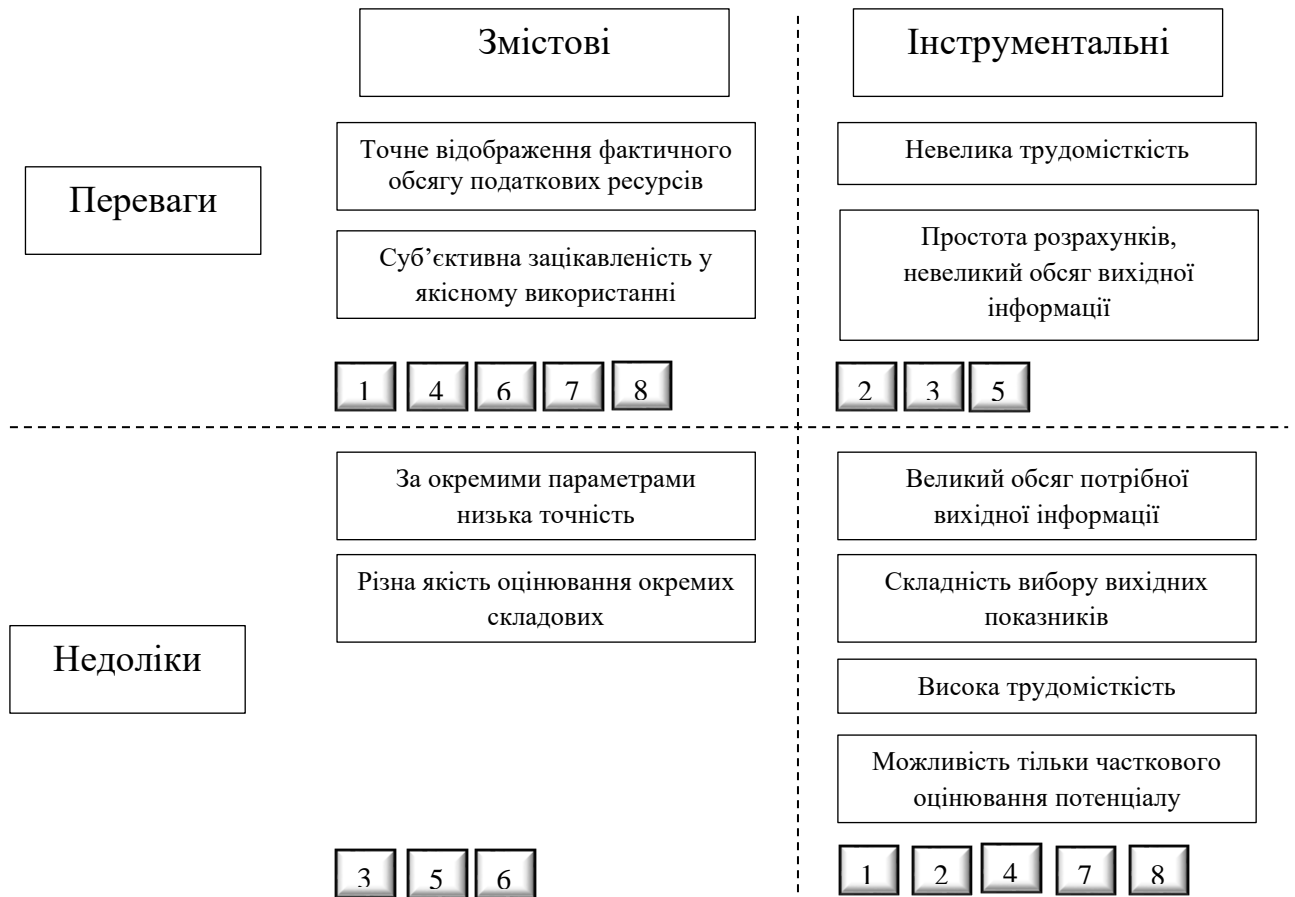 Змістові
Інструментальні
Переваги
Точне відображення фактичного
обсягу податкових ресурсів
Суб’єктивна зацікавленість у
якісному використанні
1 4 6 7 8
Невелика трудомісткість
Простота розрахунків,
невеликий обсяг вихідної
інформації
2 3 5
Недоліки
За окремими параметрами
низька точність
Різна якість оцінювання окремих
складових
3 5 6
Великий обсяг потрібної
вихідної інформації
Складність вибору вихідних
показників
Висока трудомісткість
Можливість тільки часткового
оцінювання потенціалу
1 2 4 7 8